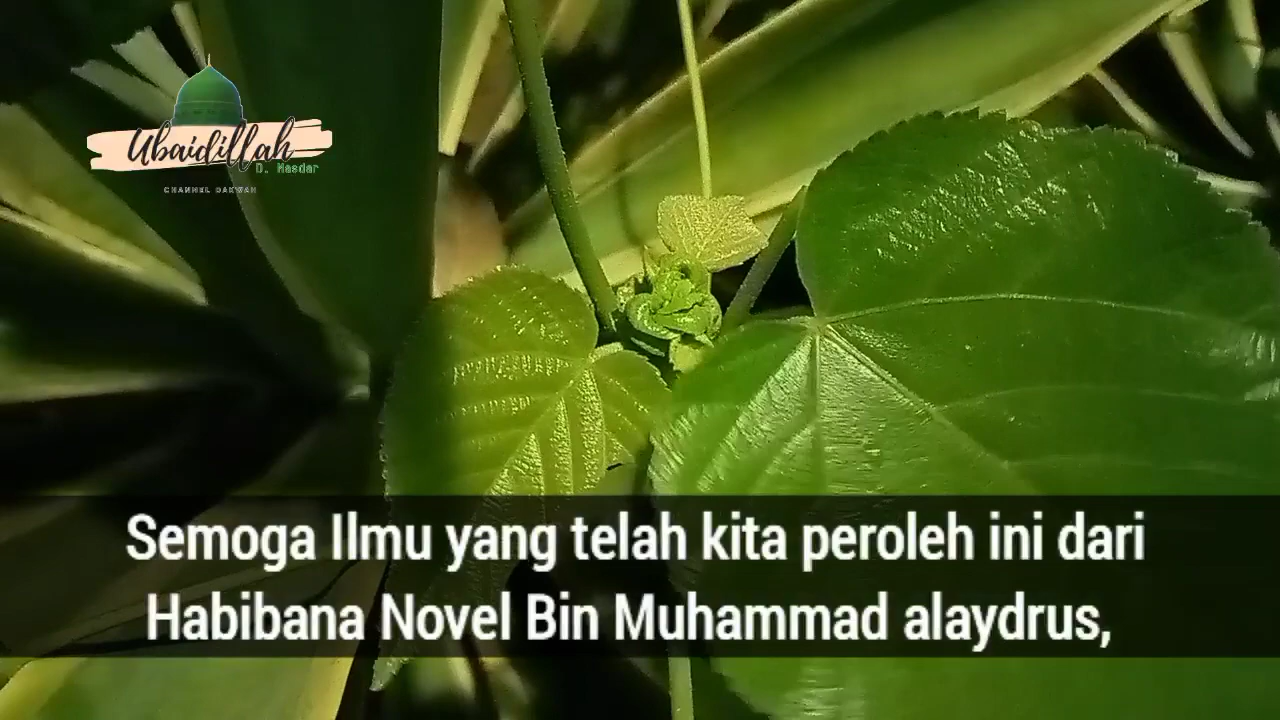 Ubaidillah
D. Masdar
CHANNEL DAKWAH
Semoga Ilmu yang telah kita peroleh ini dari
Habibana Novel Bin Muhammad alaydrus,